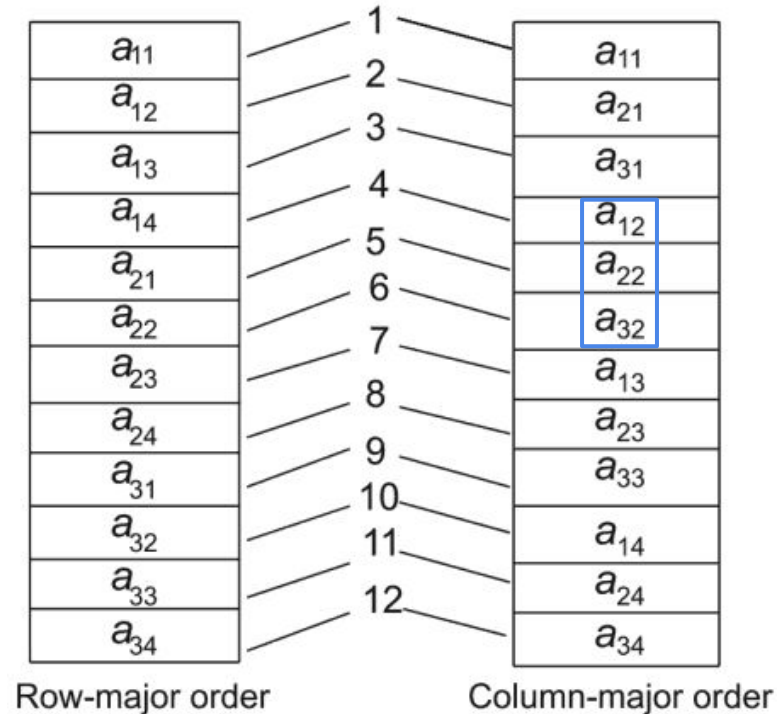 a11 1 a11
a12 2 a21
a13 3 a31
a14 4 a12
a21 5 a22
a22 6 a32
a23 7 a13
a24 8 a23
a31 9 a33
a32 10 a14
a33 11 a24
a34 12 a34
Row-major order Column-major order